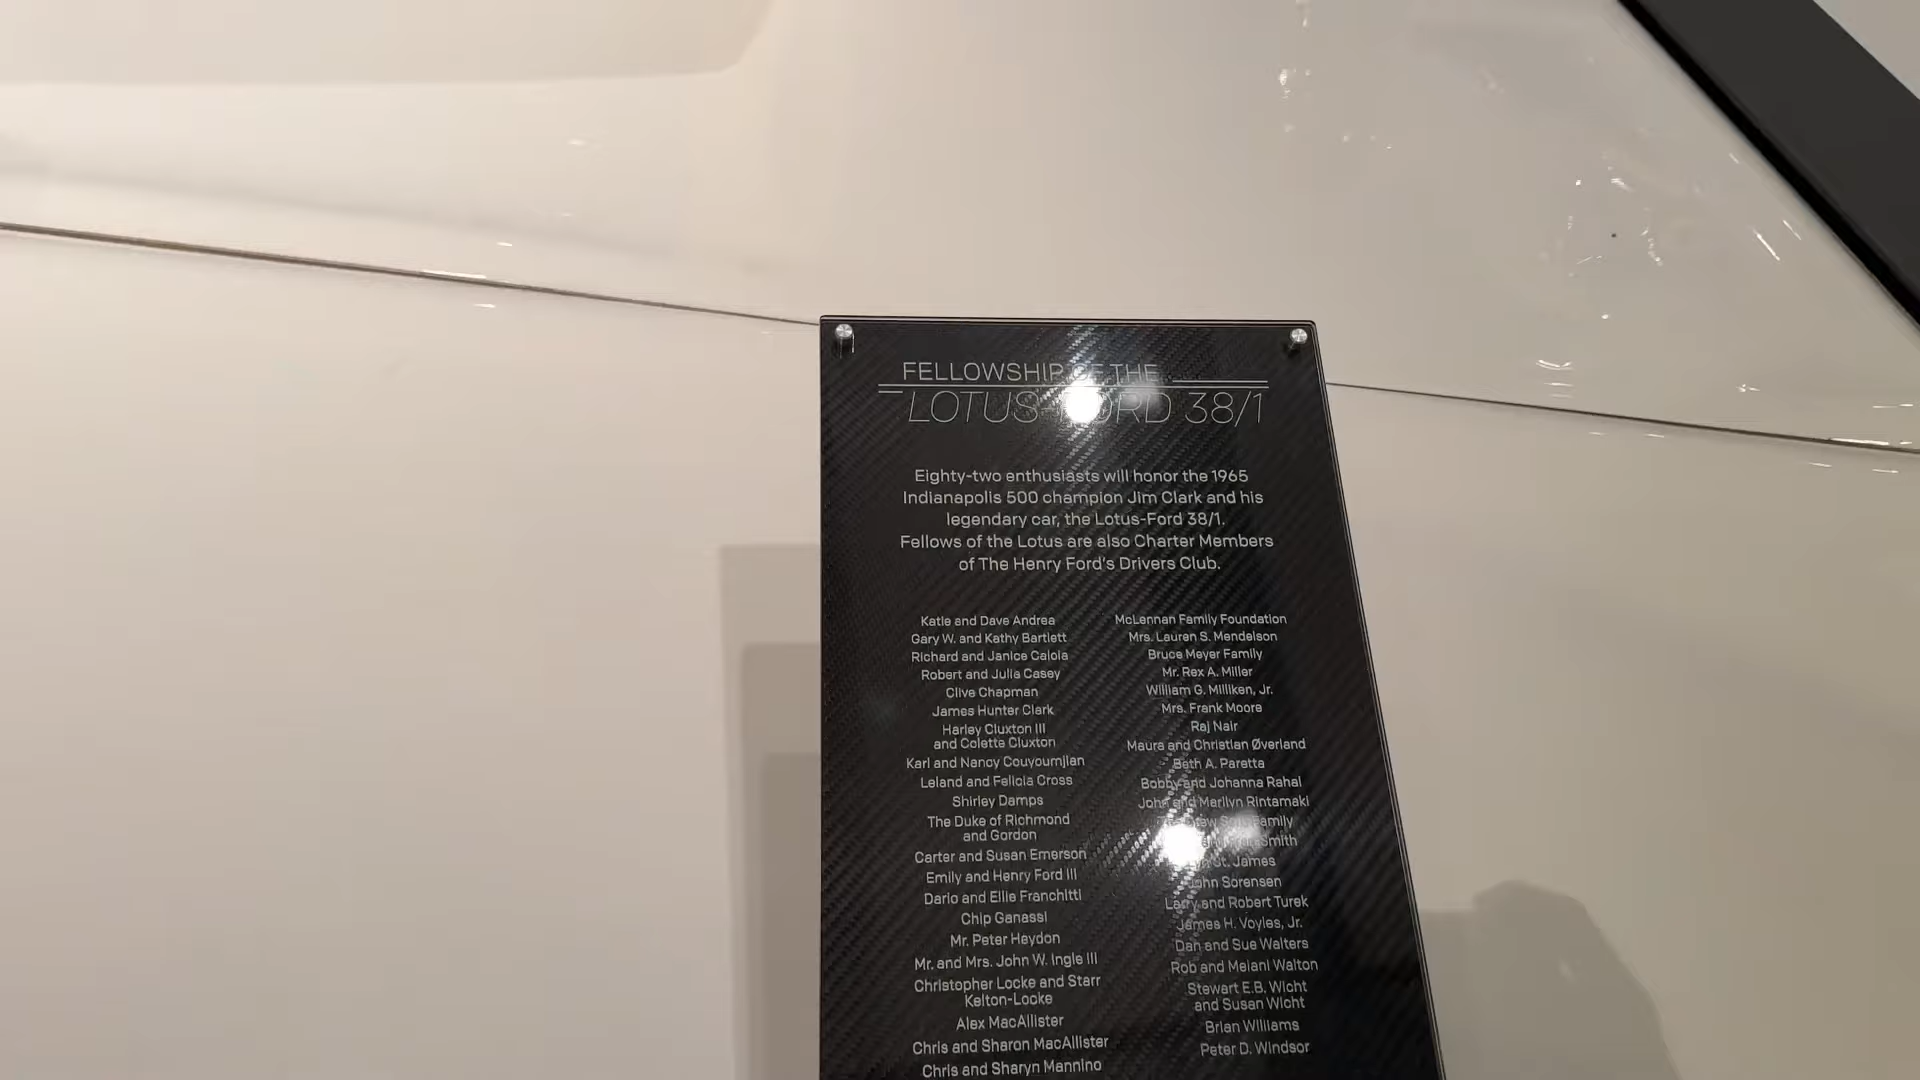 FELLOWSHIP OF THE
LOTUS-FORD 38/1
Eighty-two enthusiasts will honor the 1965
Indianapolis 500 champion Jim Clark and his
legendary car, the Lotus-Ford 38/1.
Fellows of the Lotus are also Charter Members
of The Henry Ford's Drivers Club.
Katie and Dave Andrea
Gary W. and Kathy Bartlett
Richard and Janice Caloia
Robert and Julia Casey
Clive Chapman
James Hunter Clark
Harley Cluxton III
and Colette Cluxton
Karl and Nancy Couyoumjian
Leland and Felicia Cross
Shirley Damps
The Duke of Richmond
and Gordon
Carter and Susan Emerson
Emily and Henry Ford III
Dario and Ellie Franchitti
Chip Ganassi
Mr. Peter Heydon
Mr. and Mrs. John W. Ingle III
Christopher Locke and Starr
Kelton-Locke
Alex MacAllister
Chris and Sharon MacAllister
Chris and Sharyn Mannino
McLennan Family Foundation
Mrs. Lauren S. Mendelson
Bruce Meyer Family
Mr. Rex A. Miller
William G. Milliken, Jr.
Mrs. Frank Moore
Raj Nair
Maura and Christian Øverland
Beth A. Paretta
Bobby and Johanna Rahal
John and Marilyn Rintamaki
Family
Smith
St. James
John Sorensen
Larry and Robert Turek
James H. Voyles, Jr.
Dan and Sue Walters
Rob and Melani Walton
Stewart E.B. Wicht
and Susan Wicht
Brian Williams
Peter D. Windsor